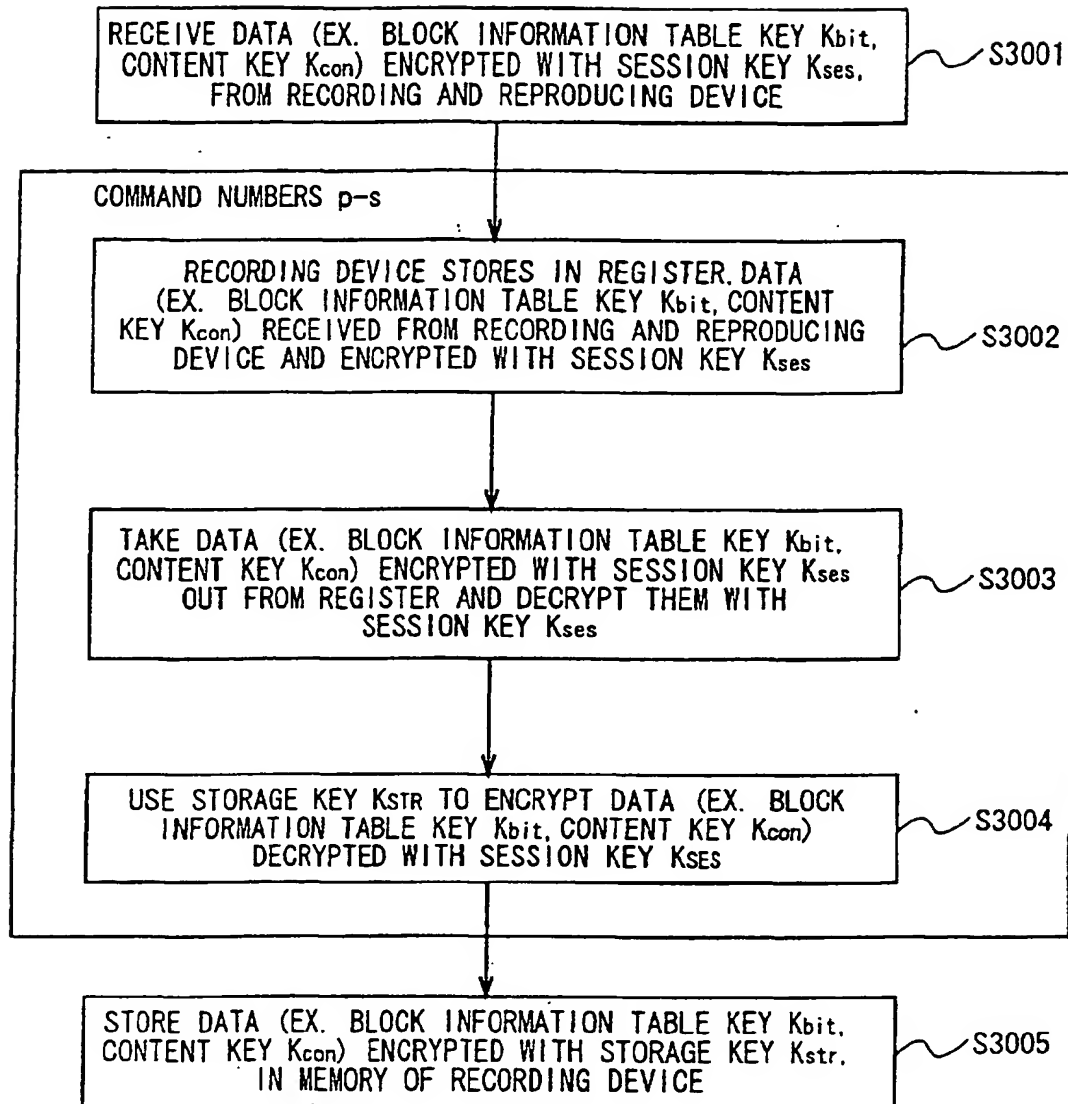 RECEIVE DATA (EX. BLOCK INFORMATION TABLE KEY Kbit,
CONTENT KEY Kcon) ENCRYPTED WITH SESSION KEY Kses,
FROM RECORDING AND REPRODUCING DEVICE
S3001
COMMAND NUMBERS p-s
RECORDING DEVICE STORES IN REGISTER. DATA
(EX. BLOCK INFORMATION TABLE KEY Kbit, CONTENT
KEY Kcon) RECEIVED FROM RECORDING AND REPRODUCING
DEVICE AND ENCRYPTED WITH SESSION KEY Kses
S3002
TAKE DATA (EX. BLOCK INFORMATION TABLE KEY Kbit,
CONTENT KEY Kcon) ENCRYPTED WITH SESSION KEY Kses
OUT FROM REGISTER AND DECRYPT THEM WITH
SESSION KEY Kses
S3003
USE STORAGE KEY KSTR TO ENCRYPT DATA (EX. BLOCK
INFORMATION TABLE KEY Kbit, CONTENT KEY Kcon)
DECRYPTED WITH SESSION KEY KSES
S3004
STORE DATA (EX. BLOCK INFORMATION TABLE KEY Kbit,
CONTENT KEY Kcon) ENCRYPTED WITH STORAGE KEY Kstr,
IN MEMORY OF RECORDING DEVICE
S3005